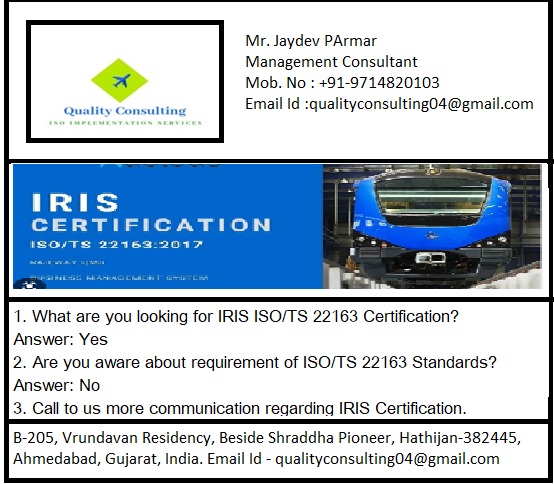 Quality Consulting
ISO IMPLEMENTATION SERVICES
Mr. Jaydev PArmar
Management Consultant
Mob. No : +91-9714820103
Email Id :qualityconsulting04@gmail.com
IRIS
CERTIFICATION
ISO/TS 22163:2017
BUSINESS MANAGEMENT SYSTEM
1. What are you looking for IRIS ISO/TS 22163 Certification?
Answer: Yes
2. Are you aware about requirement of ISO/TS 22163 Standards?
Answer: No
3. Call to us more communication regarding IRIS Certification.
B-205, Vrundavan Residency, Beside Shraddha Pioneer, Hathijan-382445,
Ahmedabad, Gujarat, India. Email Id - qualityconsulting04@gmail.com